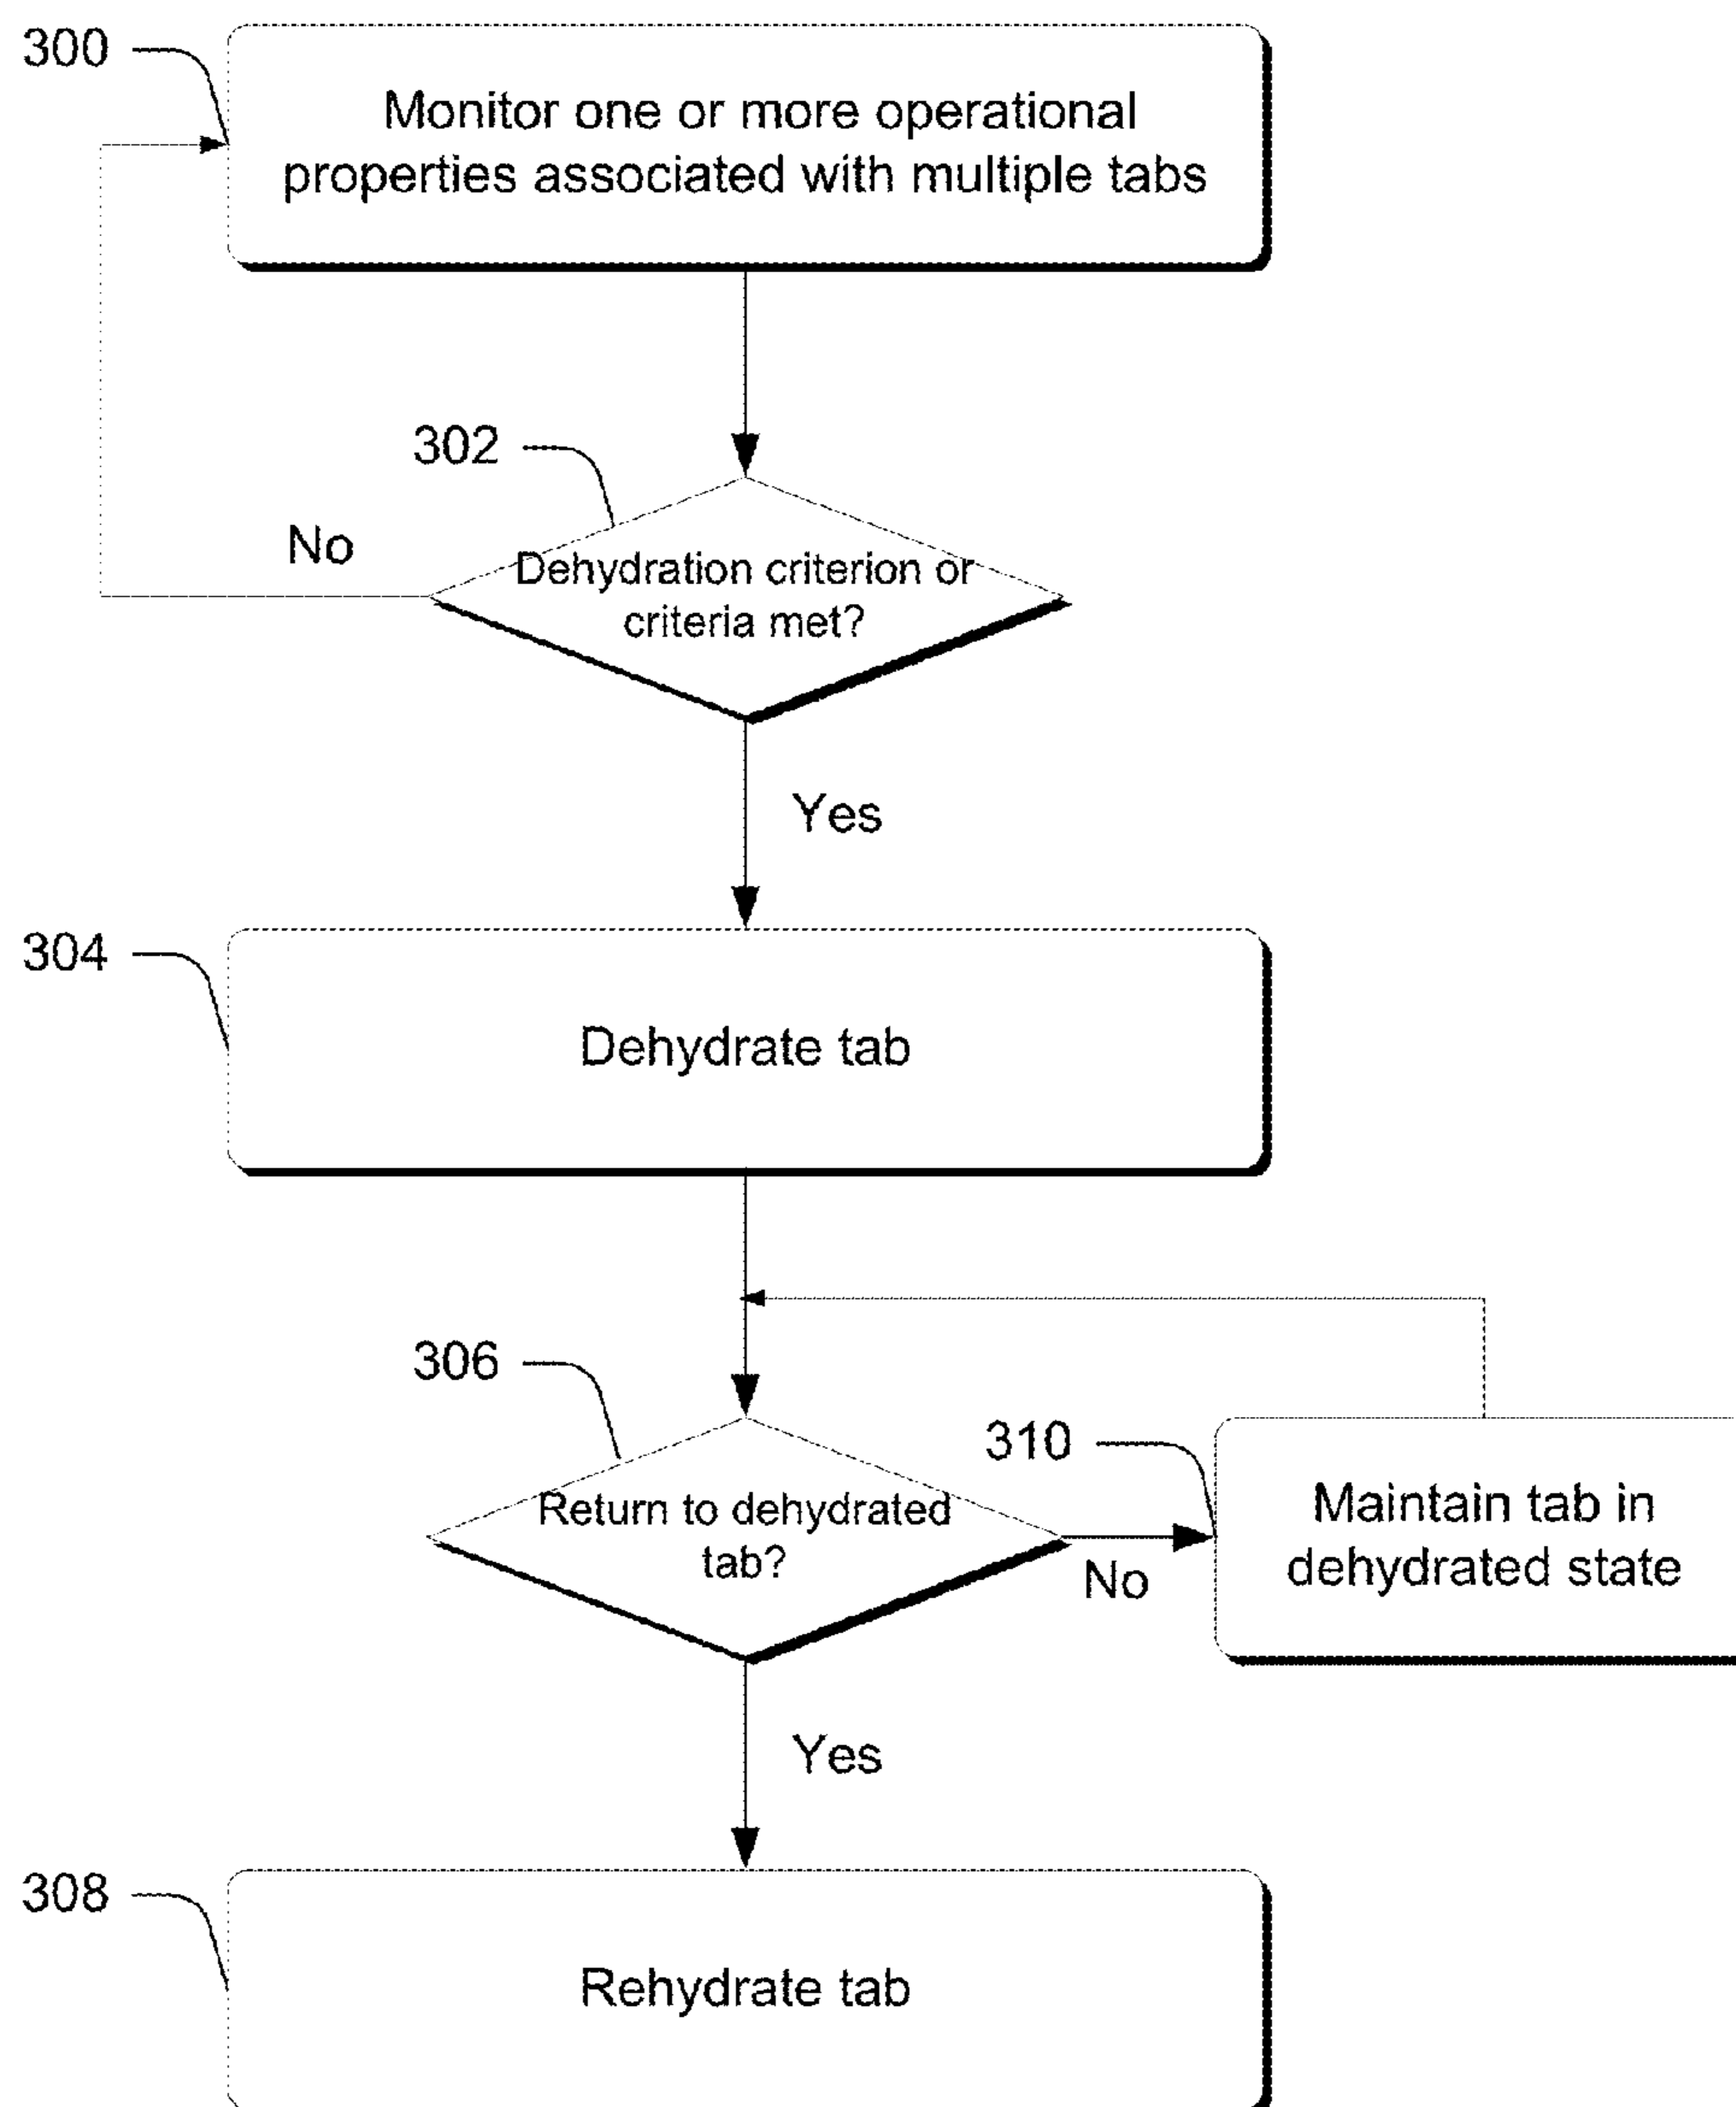 300
Monitor one or more operational
properties associated with multiple tabs
302
No
Dehydration criterion or
criteria met?
Yes
304
Dehydrate tab
306
310
Return to dehydrated
tab?
No
Maintain tab in
dehydrated state
Yes
308
Rehydrate tab